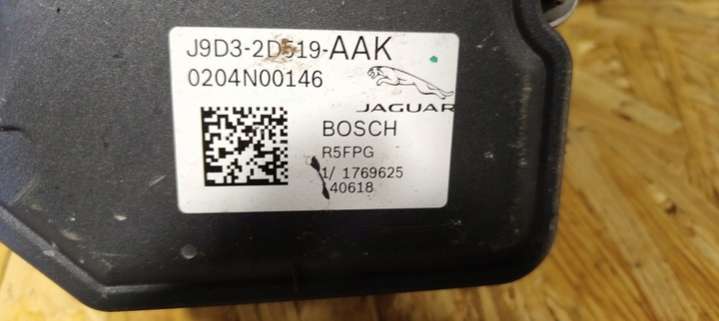 J9D3-2D519-AAK
0204N00146
JAGUAR
BOSCH
R5FPG
1/ 1769625
40618